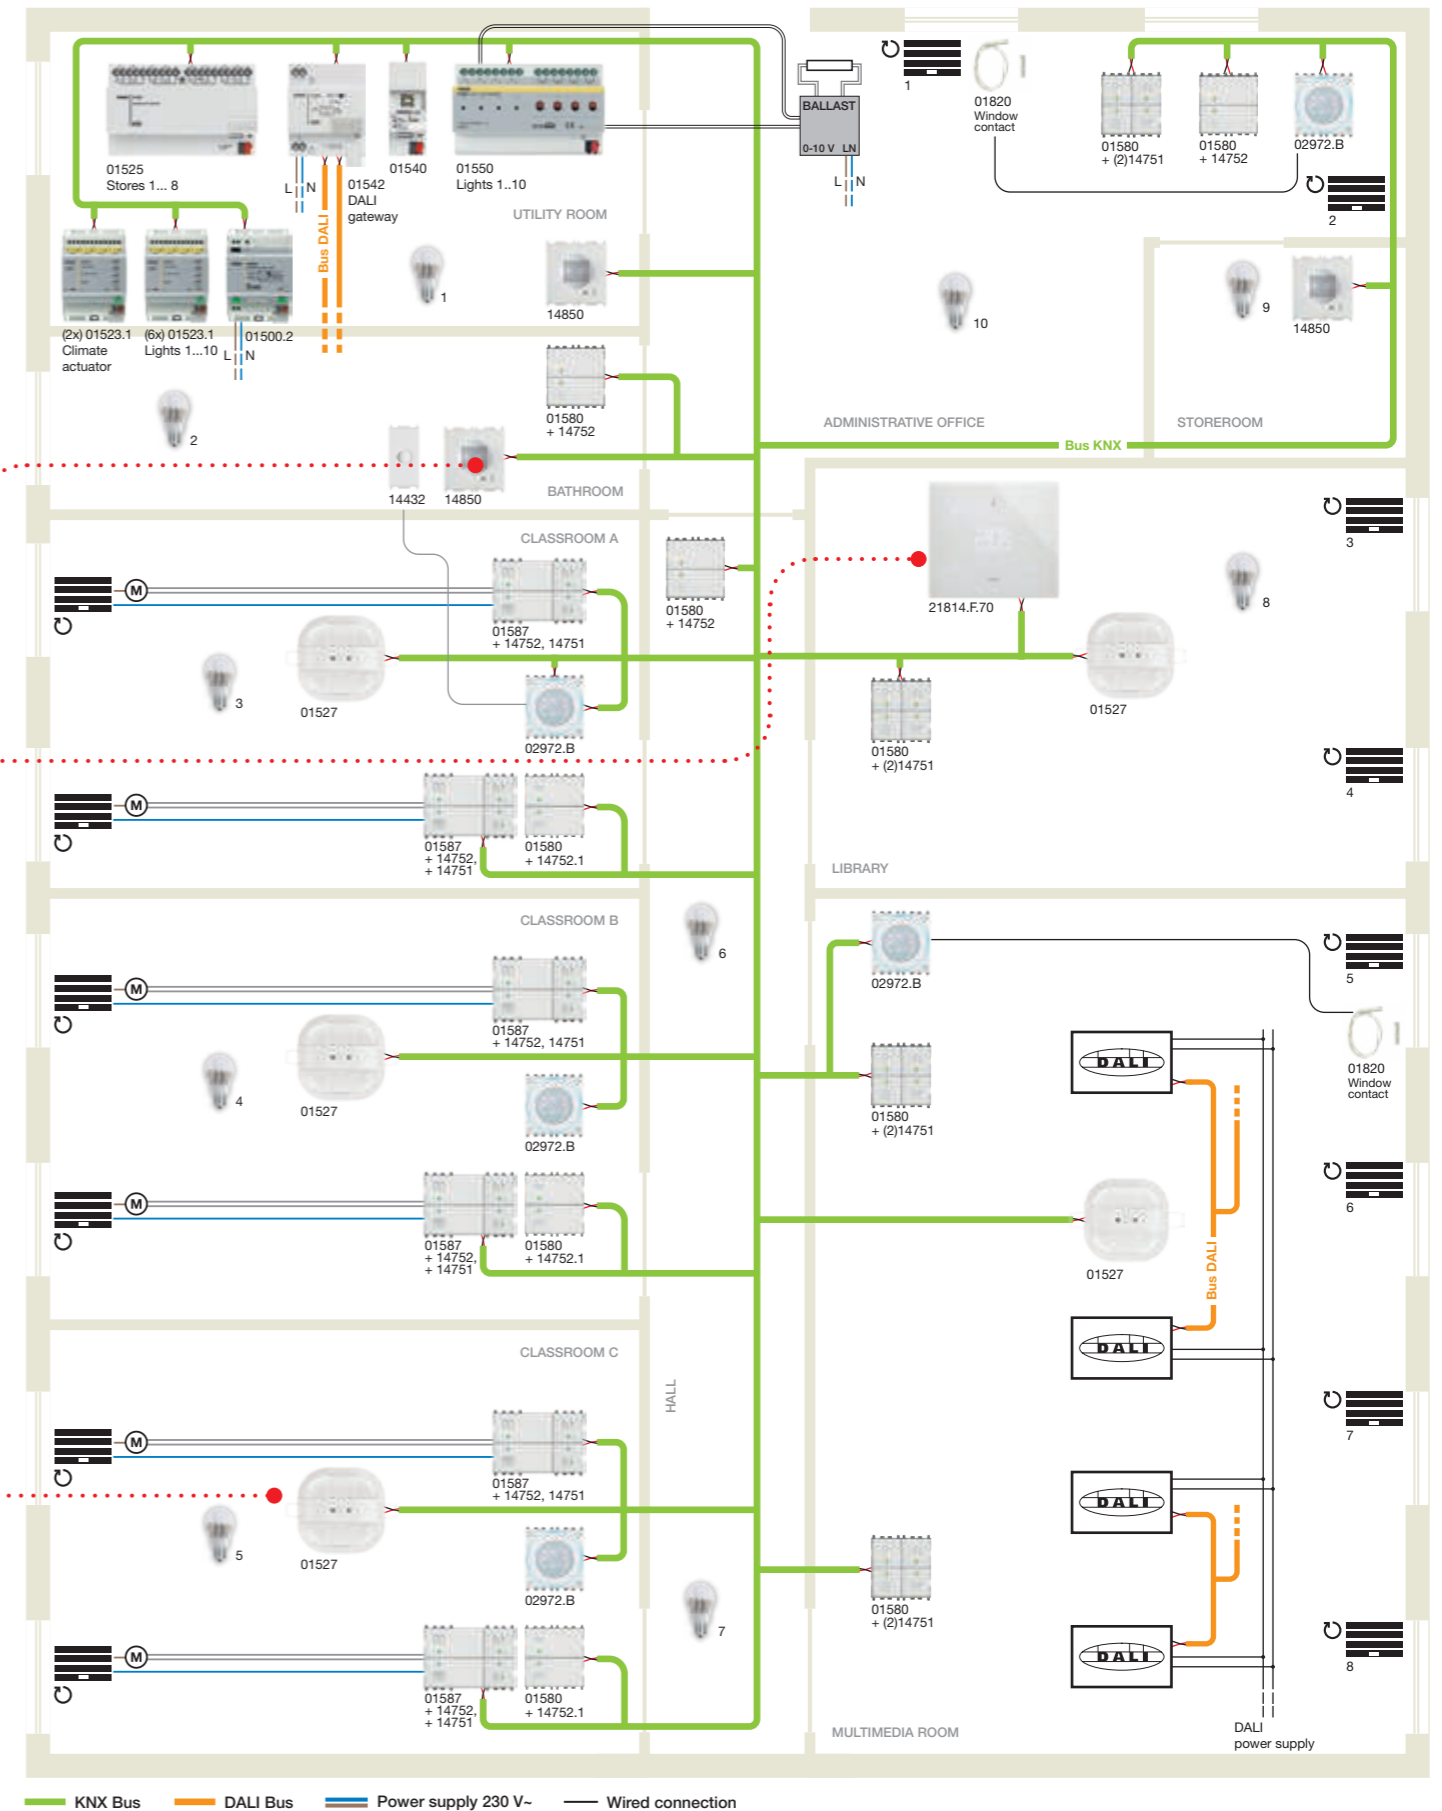 01525
Stores 1... 8
L N
01542
DALI
gateway
01540
01550
Lights 1..10
BALLAST
0-10 V LN
L N
Bus DALI
UTILITY ROOM
1
14850
(2x) 01523.1
Climate
actuator
(6x) 01523.1
Lights 1...10
01500.2
L N
1
01820
Window
contact
01580
+ (2)14751
01580
+ 14752
02972.B
2
10
9
14850
ADMINISTRATIVE OFFICE
STOREROOM
Bus KNX
2
01580
+ 14752
14432
14850
BATHROOM
CLASSROOM A
M
01587
+ 14752, 14751
01580
+ 14752
3
01527
02972.B
M
01587
+ 14752,
+ 14751
01580
+ 14752.1
21814.F.70
3
8
01580
+ (2)14751
01527
4
LIBRARY
CLASSROOM B
6
M
01587
+ 14752, 14751
4
01527
02972.B
M
01587
+ 14752,
+ 14751
01580
+ 14752.1
02972.B
5
DALI
01820
Window
contact
01580
+ (2)14751
6
01527
Bus DALI
DALI
CLASSROOM C
HALL
M
01587
+ 14752, 14751
5
01527
02972.B
7
M
01587
+ 14752,
+ 14751
01580
+ 14752.1
7
DALI
01580
+ (2)14751
DALI
8
MULTIMEDIA ROOM
DALI
power supply
KNX Bus
DALI Bus
Power supply 230 V~
Wired connection